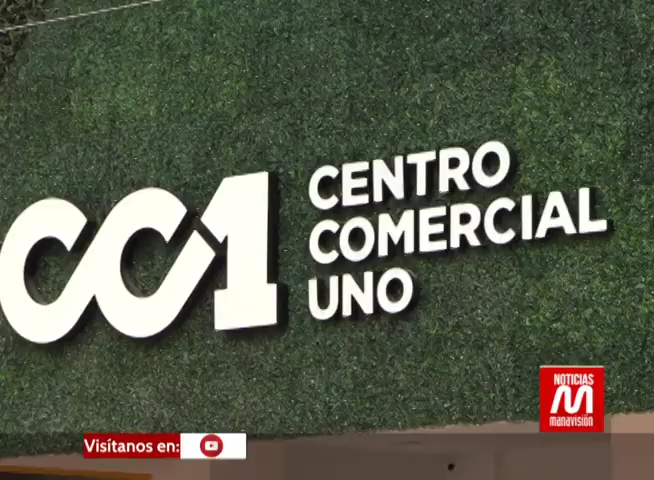 CC1
CENTRO
COMERCIAL
UNO
NOTICIAS
M
manavisión
Visítanos en: